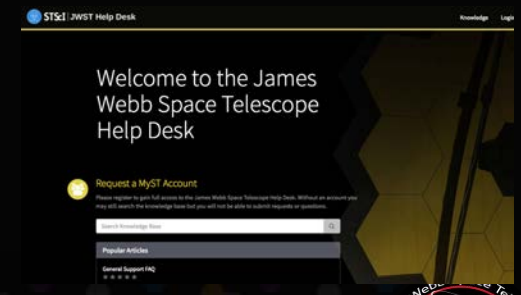 STScI | JWST Help Desk
Knowledge Login
Welcome to the James
Webb Space Telescope
Help Desk
Request a MyST Account
Please register to gain full access to the James Webb Space Telescope Help Desk. Without an account you
may still search the knowledge base but you will not be able to submit requests or questions.
Search Knowledge Base
Popular Articles
General Support FAQ
Webb Space Te